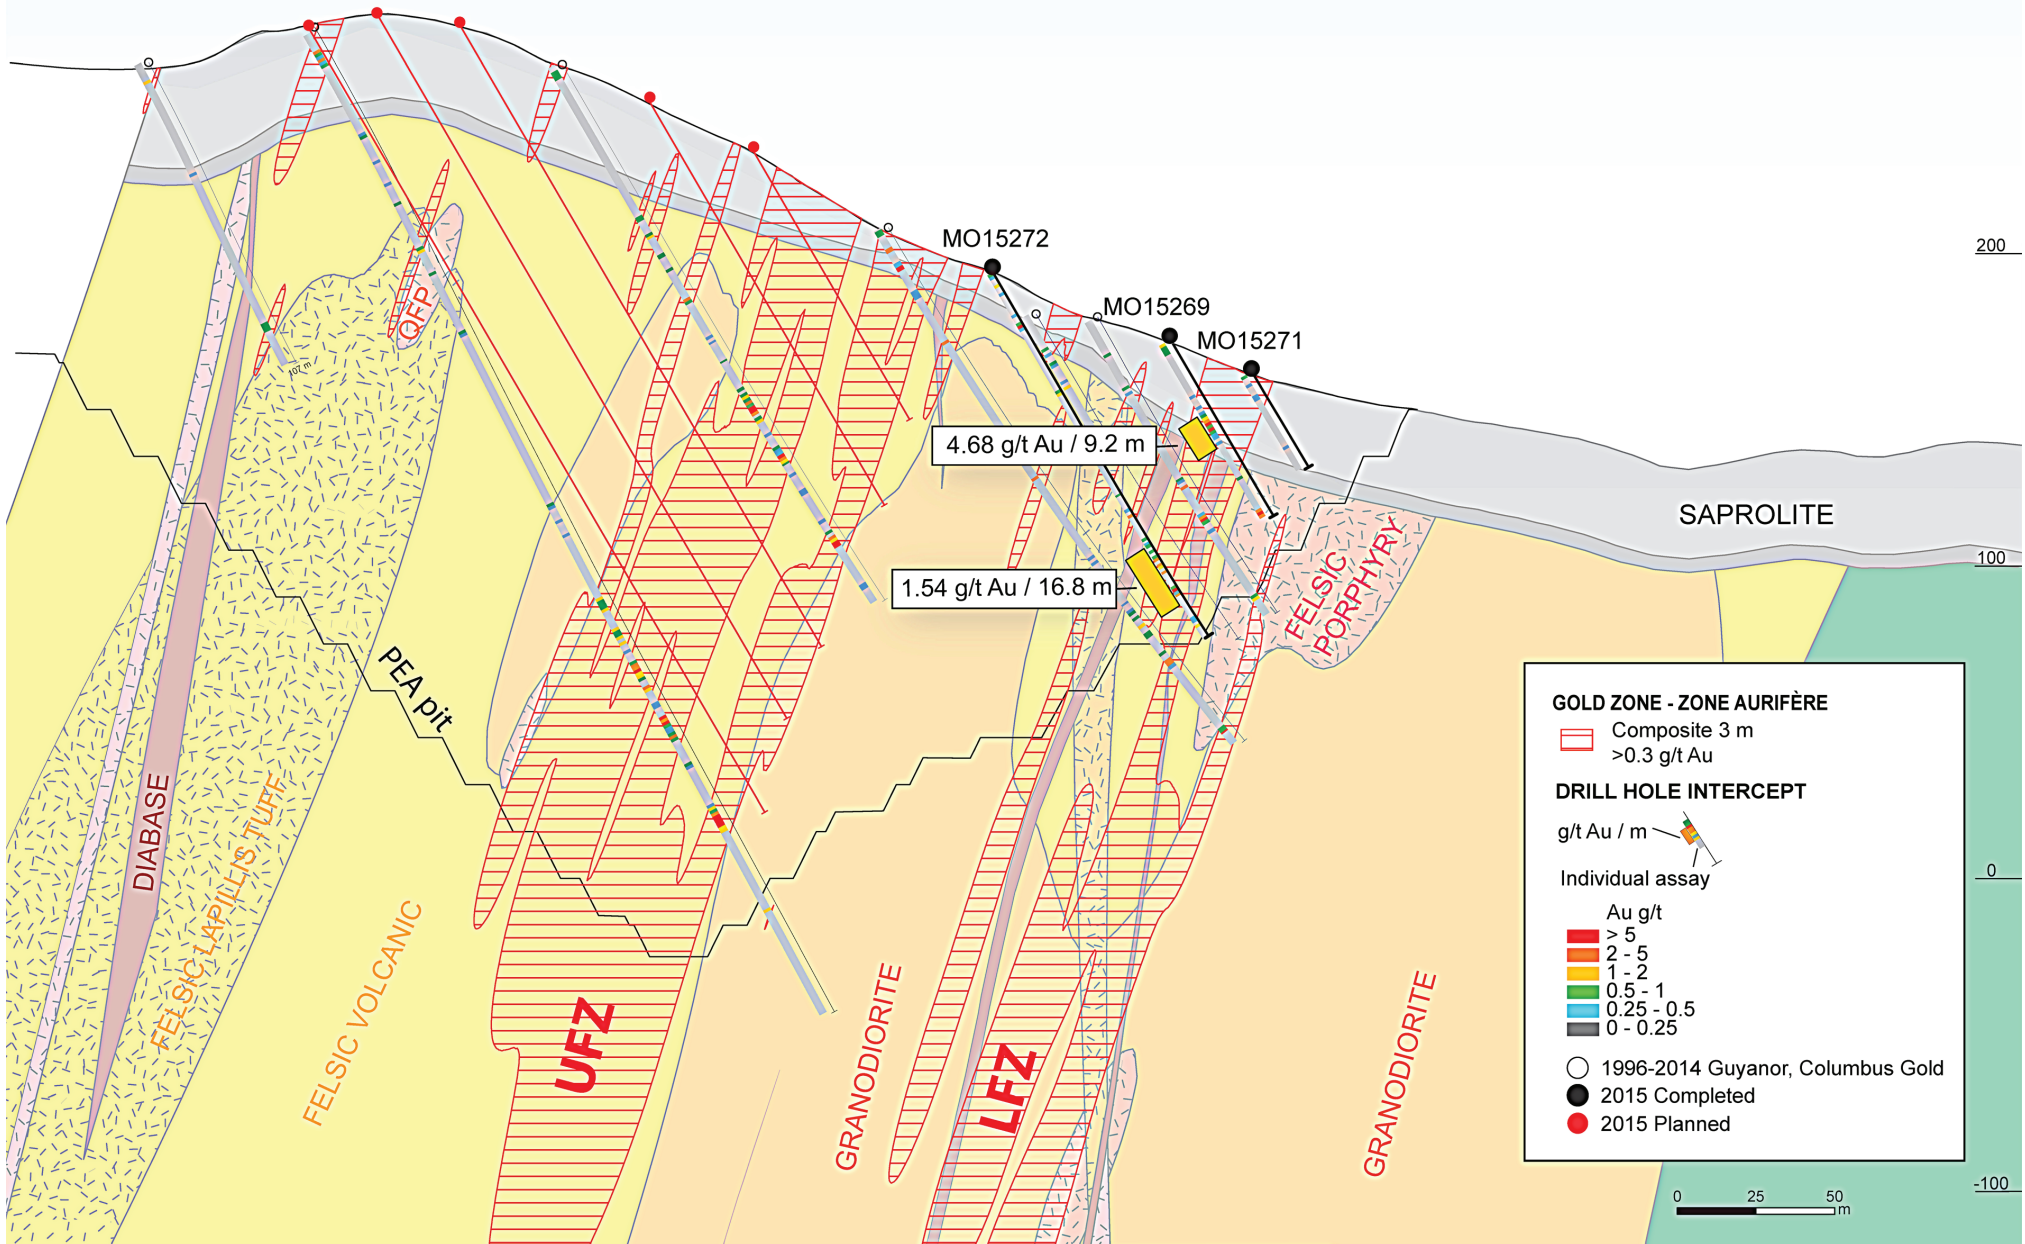 MO15272
200
MO15269
MO15271
QFP
107 m
4.68 g/t Au / 9.2 m
SAPROLITE
100
1.54 g/t Au / 16.8 m
FELSIC
PORPHYRY
PEA pit
DIABASE
FELSIC LAPILLIS TUFF
FELSIC VOLCANIC
UFZ
GRANODIORITE
LFZ
GRANODIORITE
GOLD ZONE - ZONE AURIFÈRE
Composite 3 m
>0.3 g/t Au
DRILL HOLE INTERCEPT
g/t Au / m
Individual assay
0
Au g/t
> 5
2 - 5
1 - 2
0.5 - 1
0.25 - 0.5
0 - 0.25
1996-2014 Guyanor, Columbus Gold
2015 Completed
2015 Planned
-100
0 25 50
m